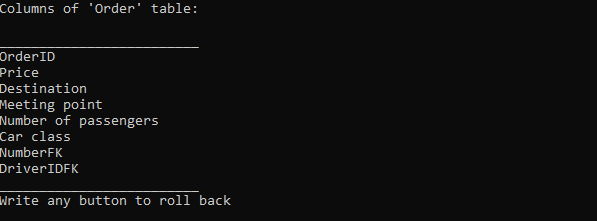 Columns of 'Order' table:
_________________________
OrderID
Price
Destination
Meeting point
Number of passengers
Car class
NumberFK
DriverIDFK
_________________________
Write any button to roll back